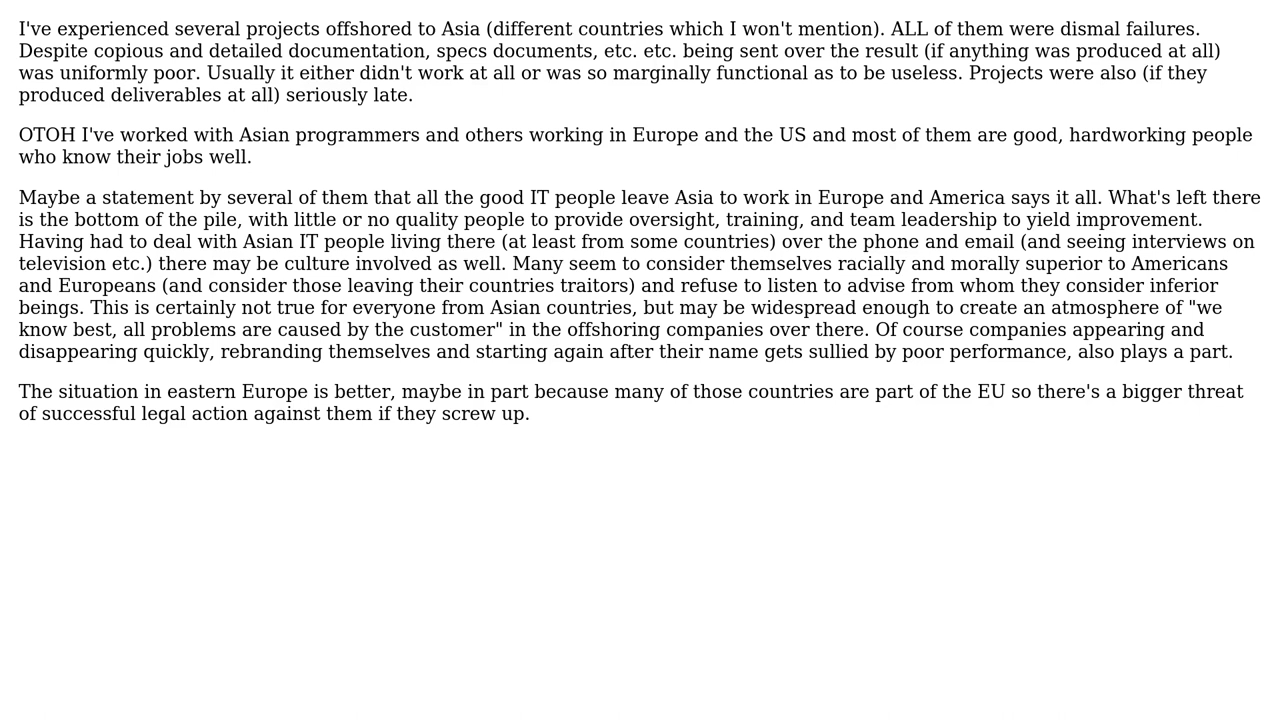 I've experienced several projects offshored to Asia (different countries which I won't mention). ALL of them were dismal failures.
Despite copious and detailed documentation, specs documents, etc. etc. being sent over the result (if anything was produced at all)
was uniformly poor. Usually it either didn't work at all or was so marginally functional as to be useless. Projects were also (if they
produced deliverables at all) seriously late.
OTOH I've worked with Asian programmers and others working in Europe and the US and most of them are good, hardworking people
who know their jobs well.
Maybe a statement by several of them that all the good IT people leave Asia to work in Europe and America says it all. What's left there
is the bottom of the pile, with little or no quality people to provide oversight, training, and team leadership to yield improvement.
Having had to deal with Asian IT people living there (at least from some countries) over the phone and email (and seeing interviews on
television etc.) there may be culture involved as well. Many seem to consider themselves racially and morally superior to Americans
and Europeans (and consider those leaving their countries traitors) and refuse to listen to advise from whom they consider inferior
beings. This is certainly not true for everyone from Asian countries, but may be widespread enough to create an atmosphere of "we
know best, all problems are caused by the customer" in the offshoring companies over there. Of course companies appearing and
disappearing quickly, rebranding themselves and starting again after their name gets sullied by poor performance, also plays a part.
The situation in eastern Europe is better, maybe in part because many of those countries are part of the EU so there's a bigger threat
of successful legal action against them if they screw up.